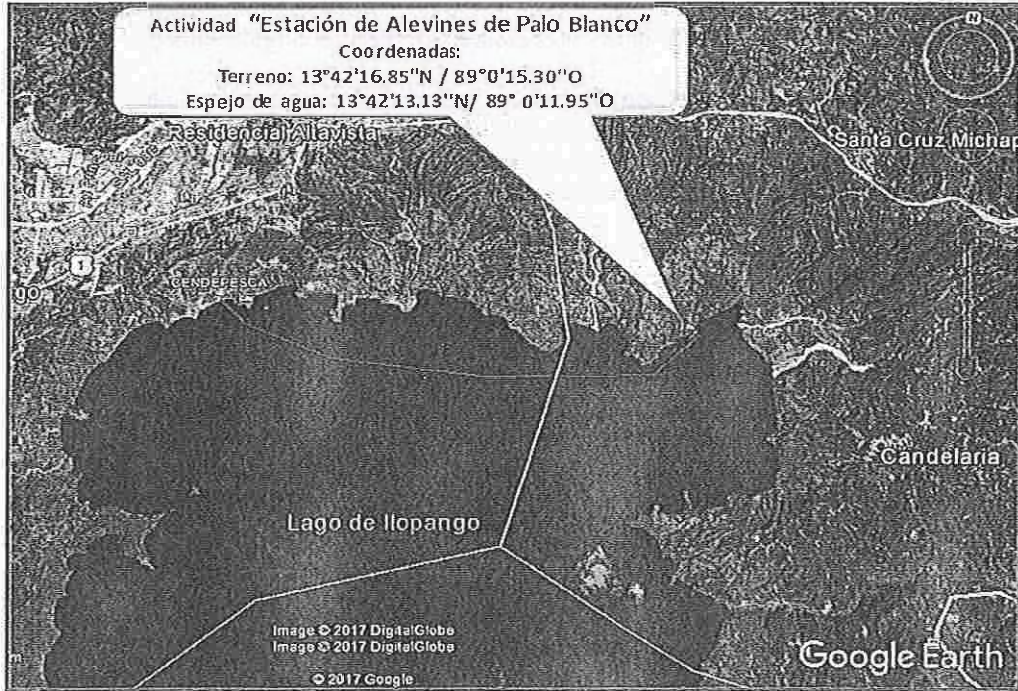 Actividad "Estación de Alevines de Palo Blanco"
Coordenadas:
Terreno: 13°42'16.85"N / 89°0'15.30"O
Espejo de agua: 13°42'13.13"N/ 89° 0'11.95"O
N
Residencial Altavista
Santa Cruz Michap
1
go
CENDEPESCA
Candelaria
Lago de Ilopango
Image © 2017 DigitalGlobe
Image © 2017 DigitalGlobe
© 2017 Google
Google Earth